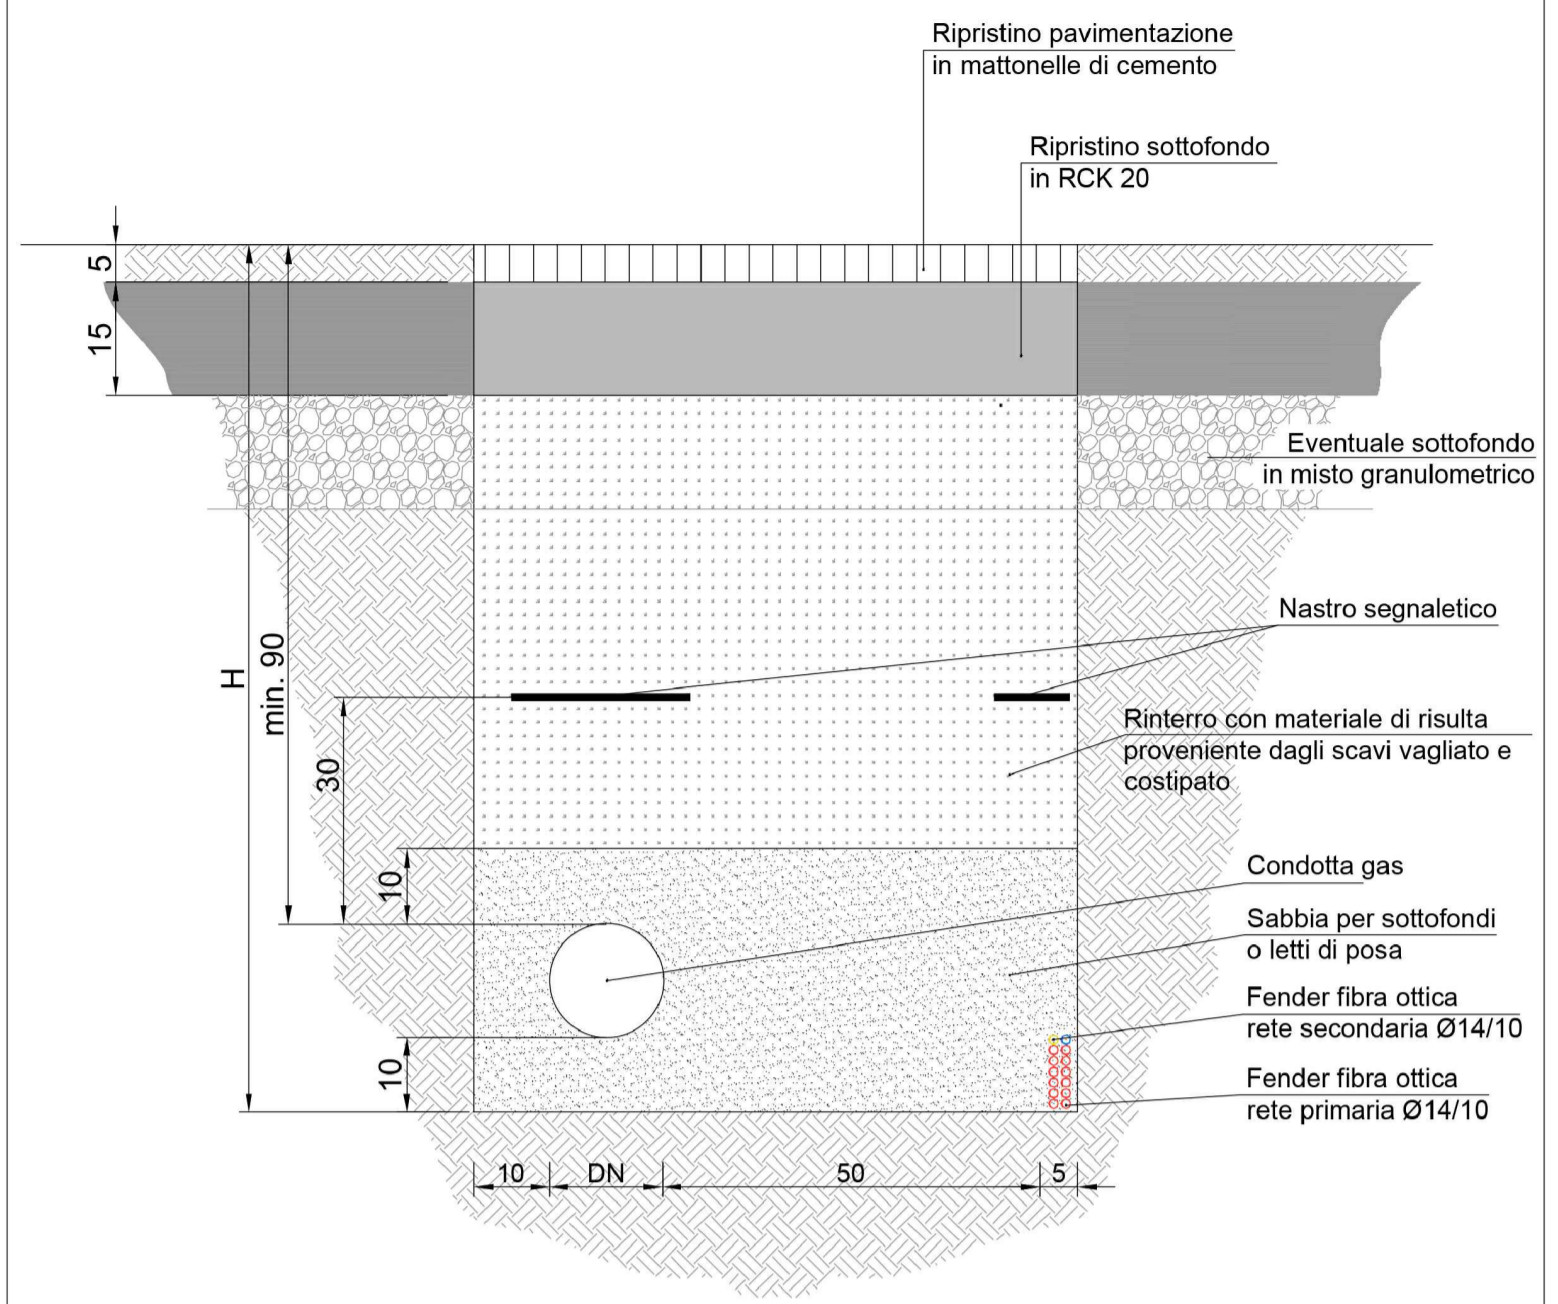 Ripristino pavimentazione
in mattonelle di cemento
Ripristino sottofondo
in RCK 20
5
15
Eventuale sottofondo
in misto granulometrico
Nastro segnaletico
H
min. 90
30
Rinterro con materiale di risulta
proveniente dagli scavi vagliato e
costipato
10
Condotta gas
Sabbia per sottofondi
o letti di posa
Fender fibra ottica
rete secondaria Ø14/10
10
Fender fibra ottica
rete primaria Ø14/10
10 DN 50 5